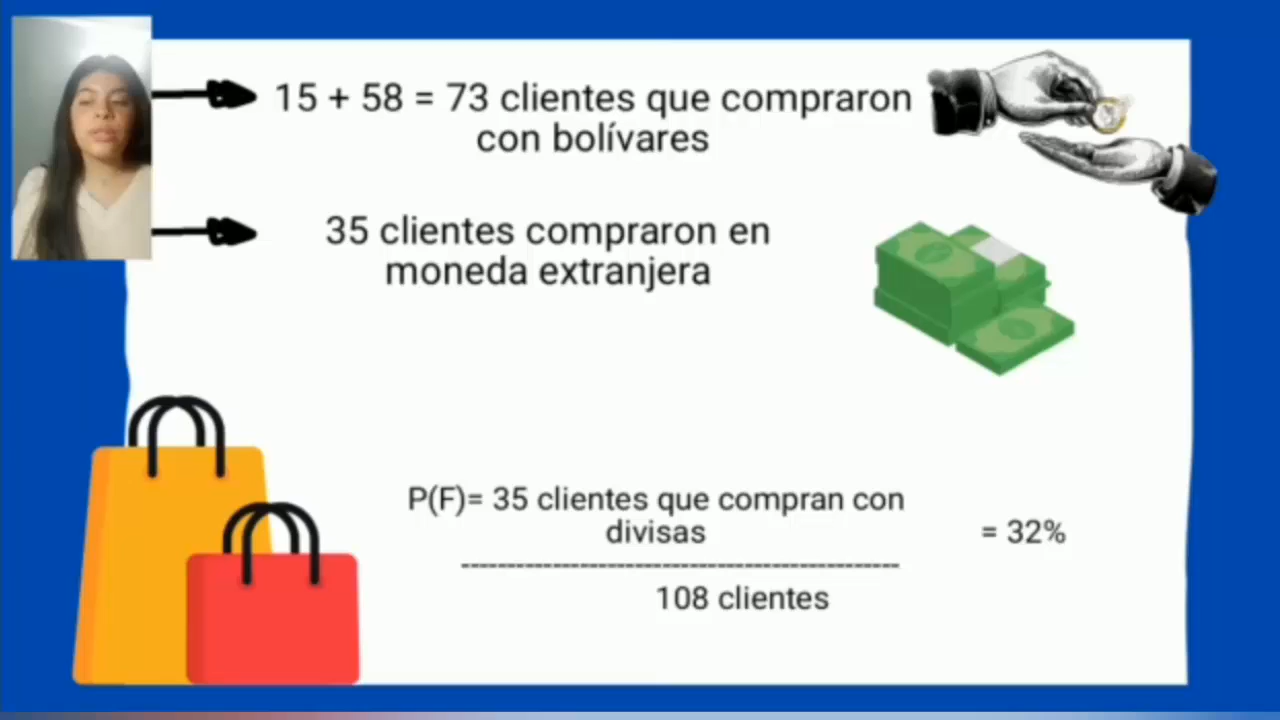 15 + 58 = 73 clientes que compraron
con bolívares
35 clientes compraron en
moneda extranjera
P(F)= 35 clientes que compran con
divisas
= 32%
-------------------------------------------
108 clientes